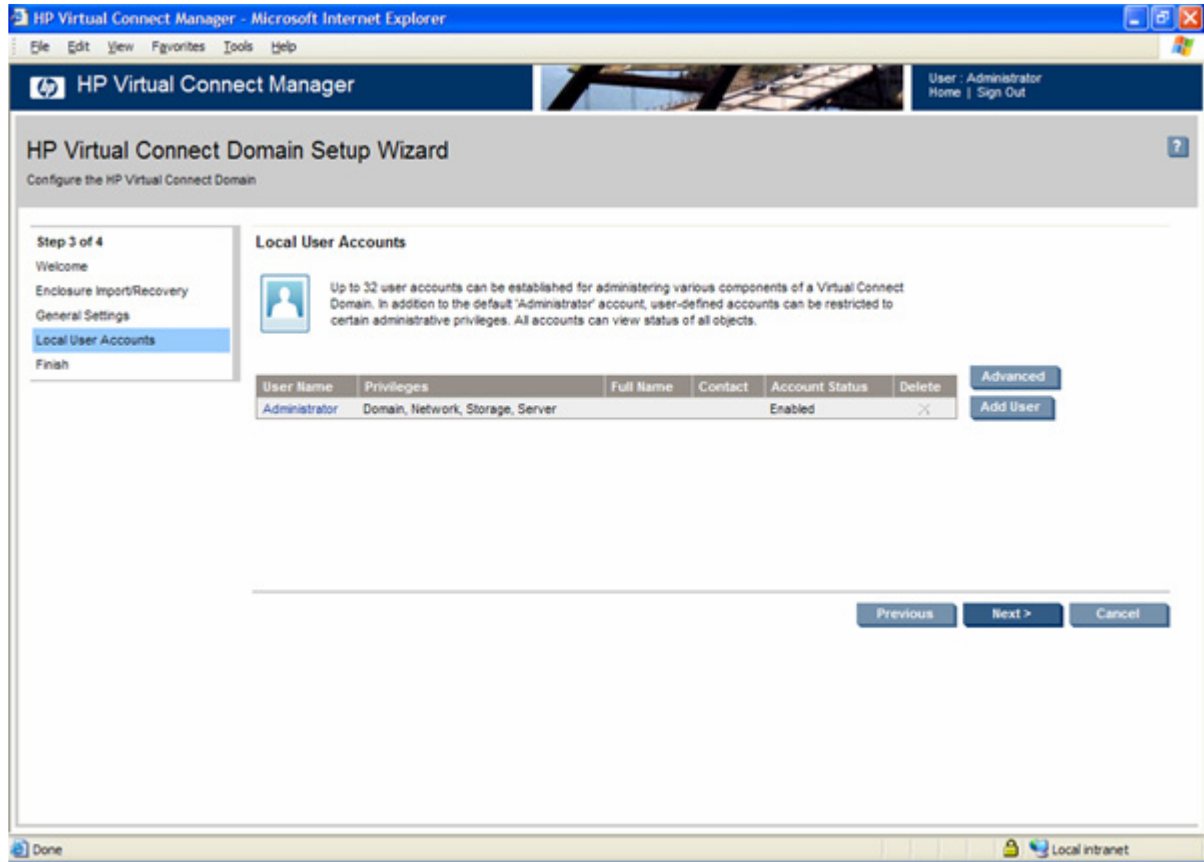 HP Virtual Connect Manager - Microsoft Internet Explorer
File Edit View Favorites Tools Help
hp HP Virtual Connect Manager
User : Administrator
Home | Sign Out
HP Virtual Connect Domain Setup Wizard
?
Configure the HP Virtual Connect Domain
Step 3 of 4
Welcome
Enclosure Import/Recovery
General Settings
Local User Accounts
Finish
Local User Accounts
Up to 32 user accounts can be established for administering various components of a Virtual Connect
Domain. In addition to the default 'Administrator' account, user-defined accounts can be restricted to
certain administrative privileges. All accounts can view status of all objects.
User Name Privileges Full Name Contact Account Status Delete
Administrator Domain, Network, Storage, Server Enabled
Advanced
Add User
Previous Next > Cancel
Done Local intranet